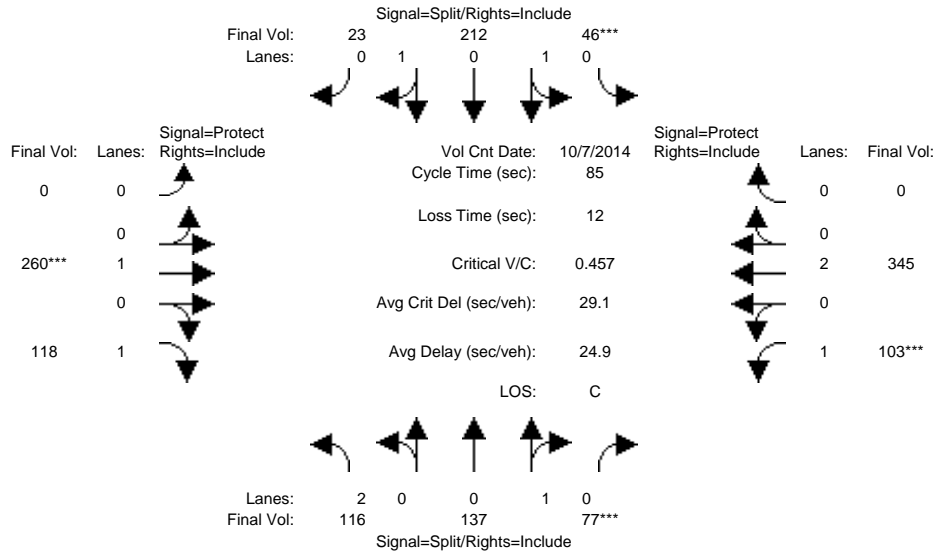 Signal=Split/Rights=Include
Final Vol: 23 212 46***
Lanes: 0 1 0 1 0
Signal=Protect Signal=Protect
Final Vol: Lanes: Rights=Include Vol Cnt Date: 10/7/2014 Rights=Include Lanes: Final Vol:
Cycle Time (sec): 85
0 0 0 0
Loss Time (sec): 12
0 0
260*** 1 Critical V/C: 0.457 2 345
0 Avg Crit Del (sec/veh): 29.1 0
118 1 Avg Delay (sec/veh): 24.9 1 103***
LOS: C
Lanes: 2 0 0 1 0
Final Vol: 116 137 77***
Signal=Split/Rights=Include